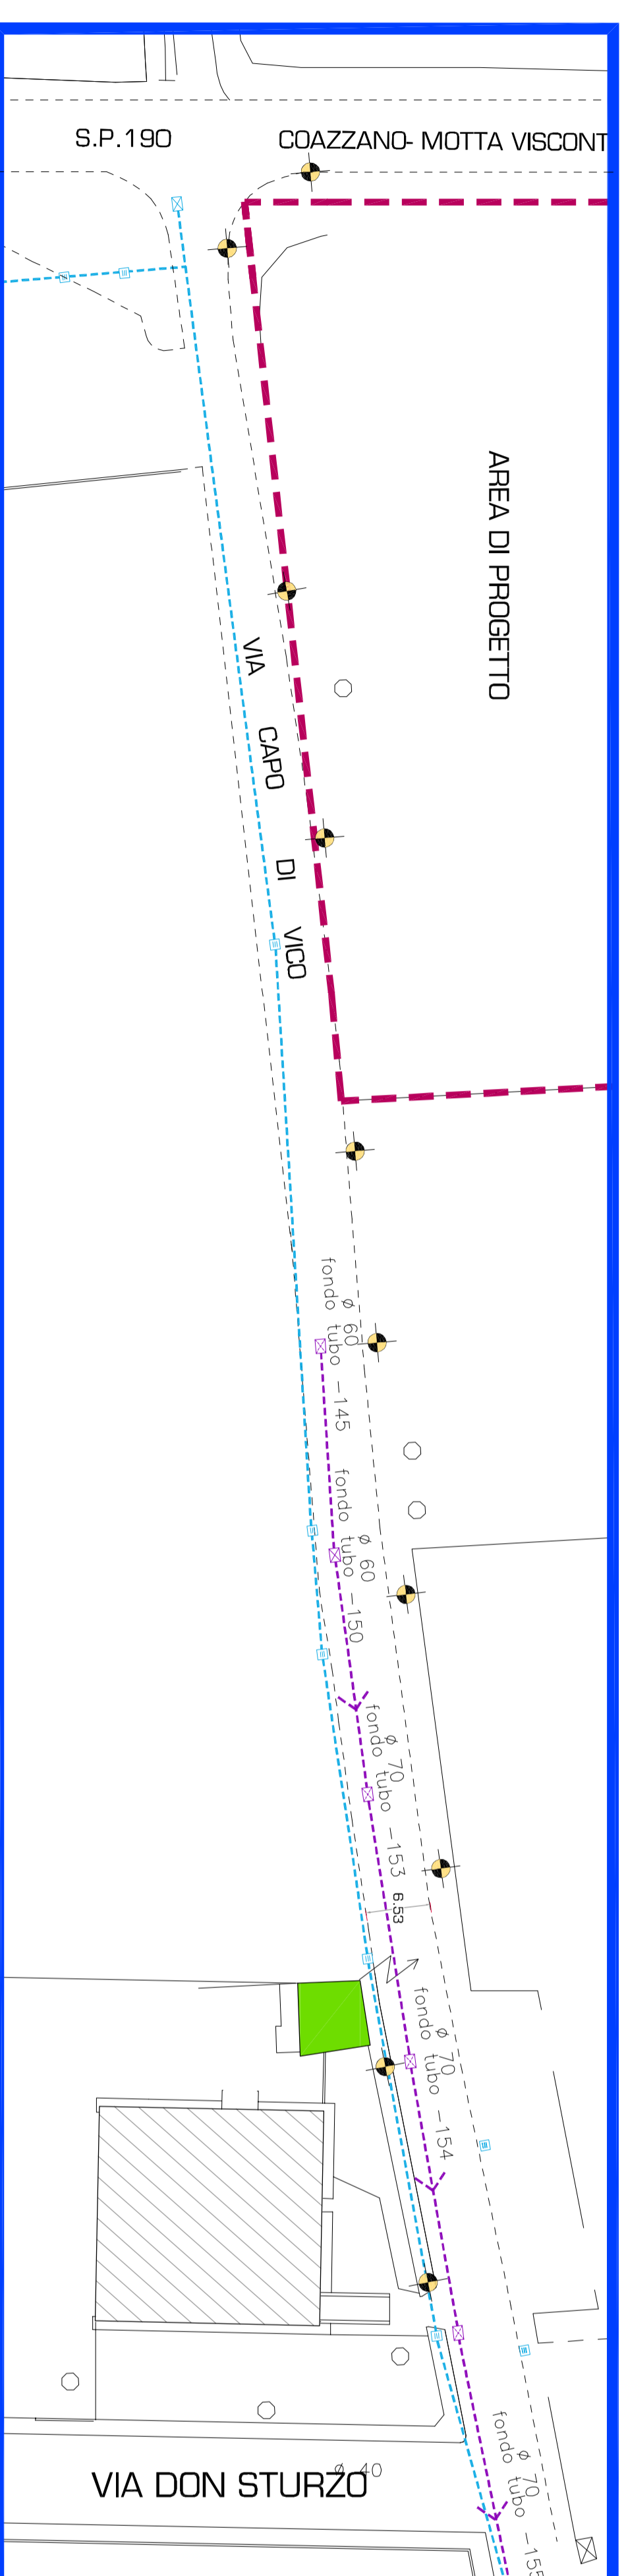 S.P.190
COAZZANO- MOTTA VISCONT
AREA DI PROGETTO
VIA CAPO DI VICO
Ø 60
fondo tubo -145
Ø 60
fondo tubo -150
Ø 70
fondo tubo -153
6.53
Ø 70
fondo tubo -154
Ø 70
fondo tubo -155
Ø 40
VIA DON STURZO